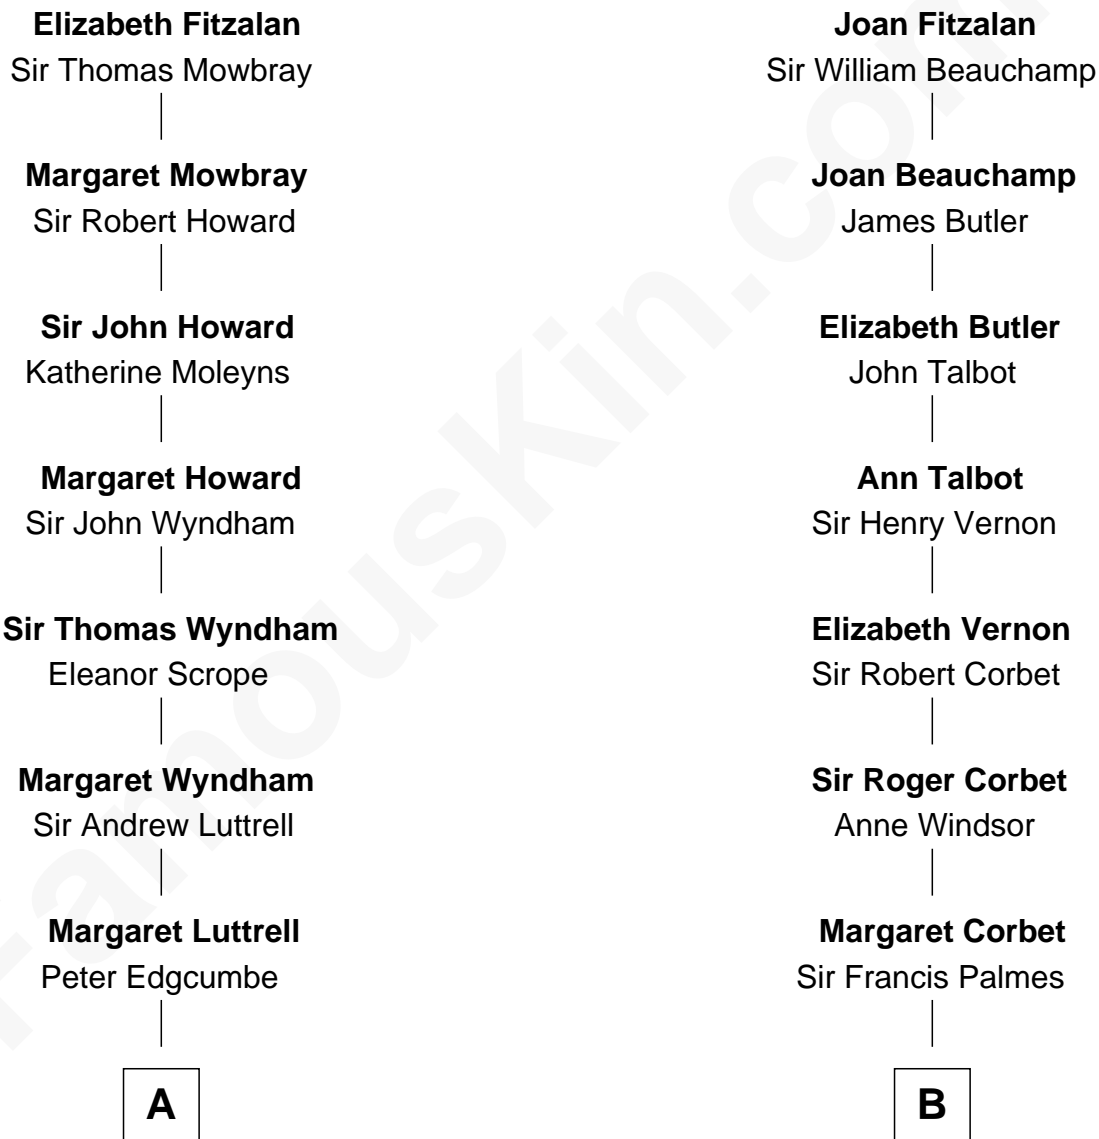 Elizabeth Fitzalan
Sir Thomas Mowbray
Margaret Mowbray
Sir Robert Howard
Sir John Howard
Katherine Moleyns
Margaret Howard
Sir John Wyndham
Sir Thomas Wyndham
Eleanor Scrope
Margaret Wyndham
Sir Andrew Luttrell
Margaret Luttrell
Peter Edgcumbe
A
Joan Fitzalan
Sir William Beauchamp
Joan Beauchamp
James Butler
Elizabeth Butler
John Talbot
Ann Talbot
Sir Henry Vernon
Elizabeth Vernon
Sir Robert Corbet
Sir Roger Corbet
Anne Windsor
Margaret Corbet
Sir Francis Palmes
B
FamousKin.com